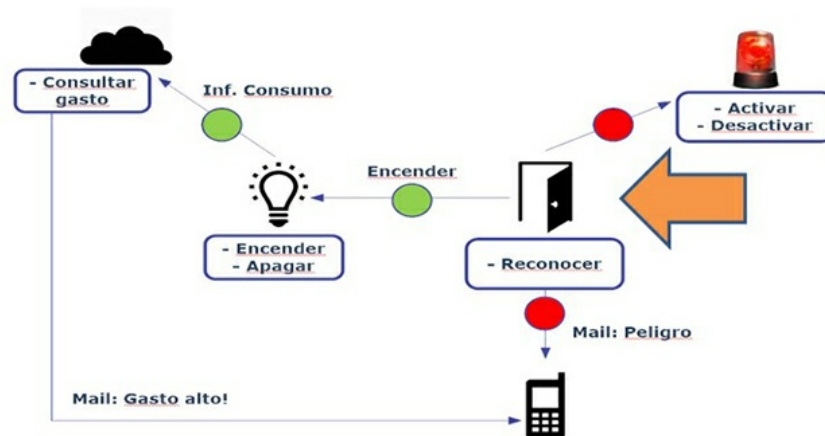 - Consultar
gasto
Inf. Consumo
- Activar
- Desactivar
Encender
- Encender
- Apagar
- Reconocer
Mail: Peligro
Mail: Gasto alto!